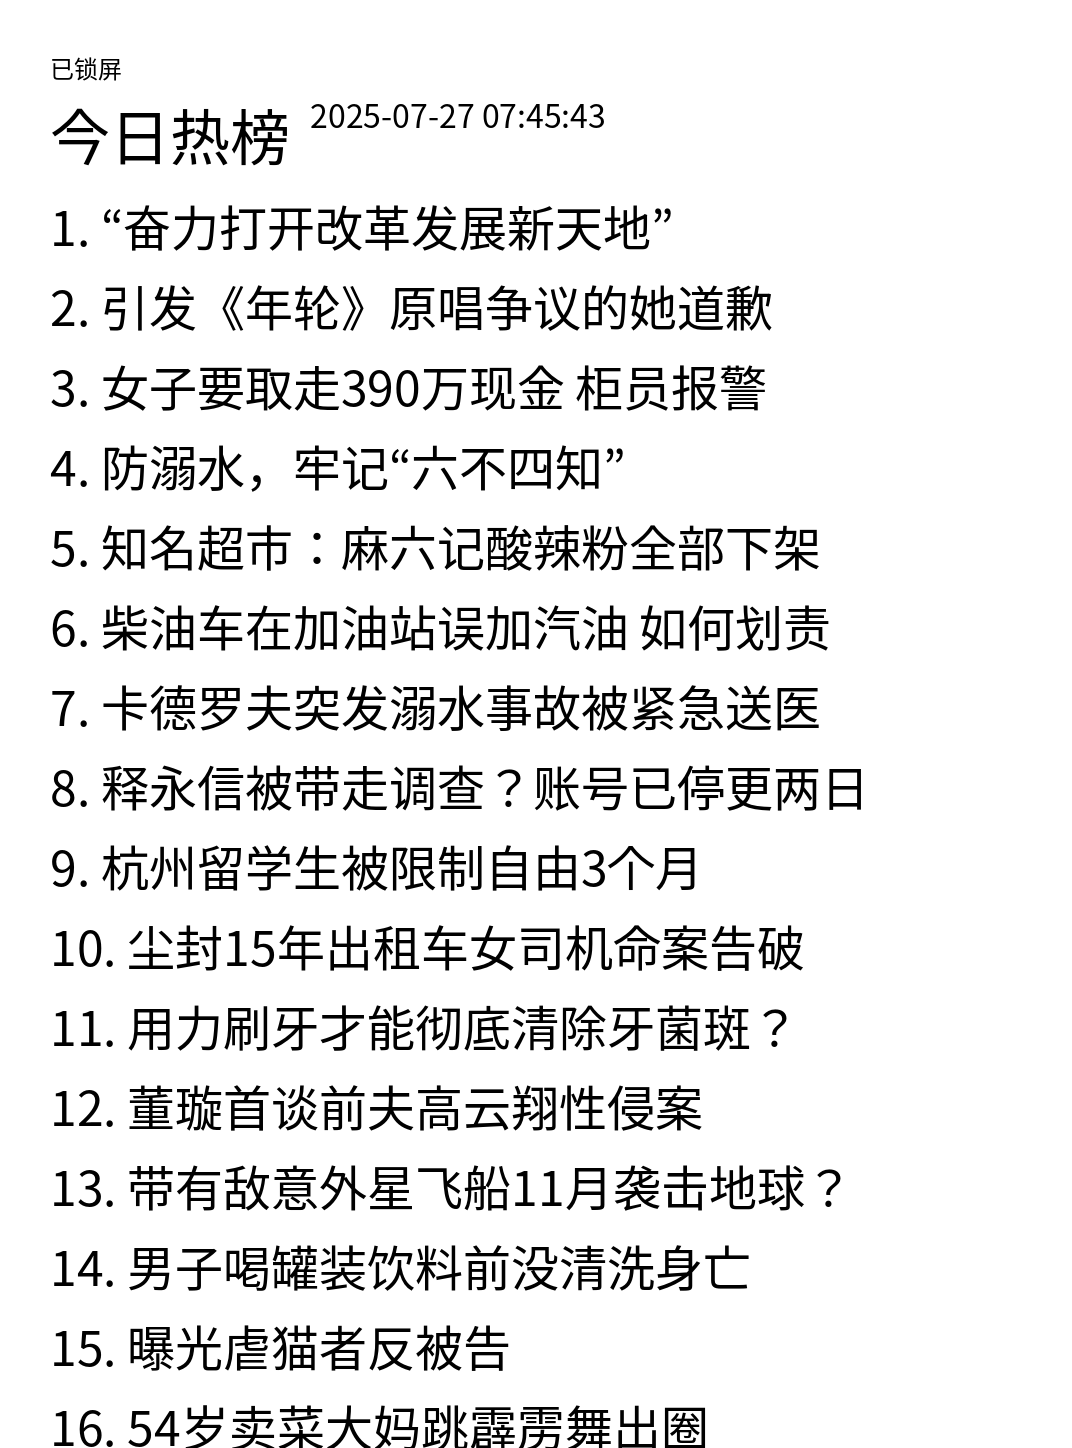 已锁屏
今日热榜 2025-07-27 07:45:43
1. “奋力打开改革发展新天地”
2. 引发《年轮》原唱争议的她道歉
3. 女子要取走390万现金 柜员报警
4. 防溺水，牢记“六不四知”
5. 知名超市：麻六记酸辣粉全部下架
6. 柴油车在加油站误加汽油 如何划责
7. 卡德罗夫突发溺水事故被紧急送医
8. 释永信被带走调查？账号已停更两日
9. 杭州留学生被限制自由3个月
10. 尘封15年出租车女司机命案告破
11. 用力刷牙才能彻底清除牙菌斑？
12. 董璇首谈前夫高云翔性侵案
13. 带有敌意外星飞船11月袭击地球？
14. 男子喝罐装饮料前没清洗身亡
15. 曝光虐猫者反被告
16. 54岁卖菜大妈跳霹雳舞出圈